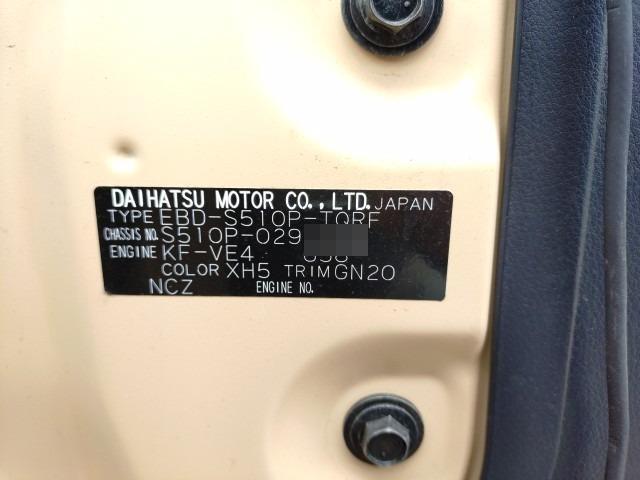 DAIHATSU MOTOR CO., LTD. JAPAN
TYPE EBD-S510P-TQRF
CHASSIS NO. S510P-029
ENGINE KF-VE4 658
COLOR XH5 TRIM GN20
NCZ ENGINE NO.